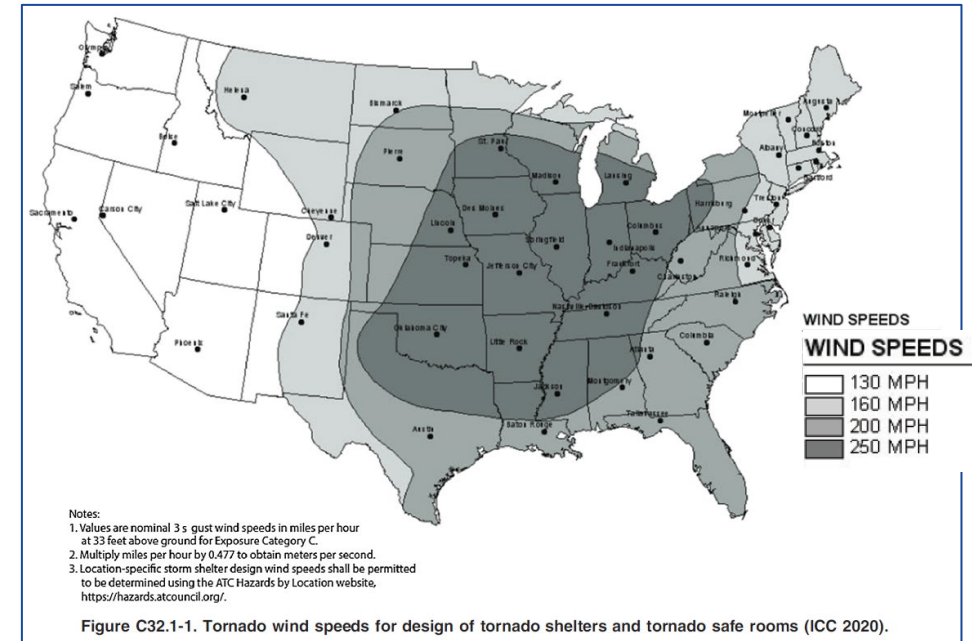 Olympia
Salem
Helena
Boise
Bismarck
Pierre
St. Paul
Montpelier
Augusta
Concord
Boston
Albany
Hartford
Madison
Lansing
Sacramento
Carson City
Salt Lake City
Cheyenne
Denver
Des Moines
Lincoln
Springfield
Indianapolis
Columbus
Harrisburg
Trenton
Dover
Topeka
Jefferson City
Frankfort
Charleston
Richmond
Santa Fe
Oklahoma City
Nashville-Davidson
Raleigh
Phoenix
Little Rock
Atlanta
Columbia
Jackson
Montgomery
Austin
Baton Rouge
Tallahassee
WIND SPEEDS
WIND SPEEDS
130 MPH
160 MPH
200 MPH
250 MPH
Notes:
1. Values are nominal 3 s gust wind speeds in miles per hour
at 33 feet above ground for Exposure Category C.
2. Multiply miles per hour by 0.477 to obtain meters per second.
3. Location-specific storm shelter design wind speeds shall be permitted
to be determined using the ATC Hazards by Location website,
https://hazards.atcouncil.org/.
Figure C32.1-1. Tornado wind speeds for design of tornado shelters and tornado safe rooms (ICC 2020).